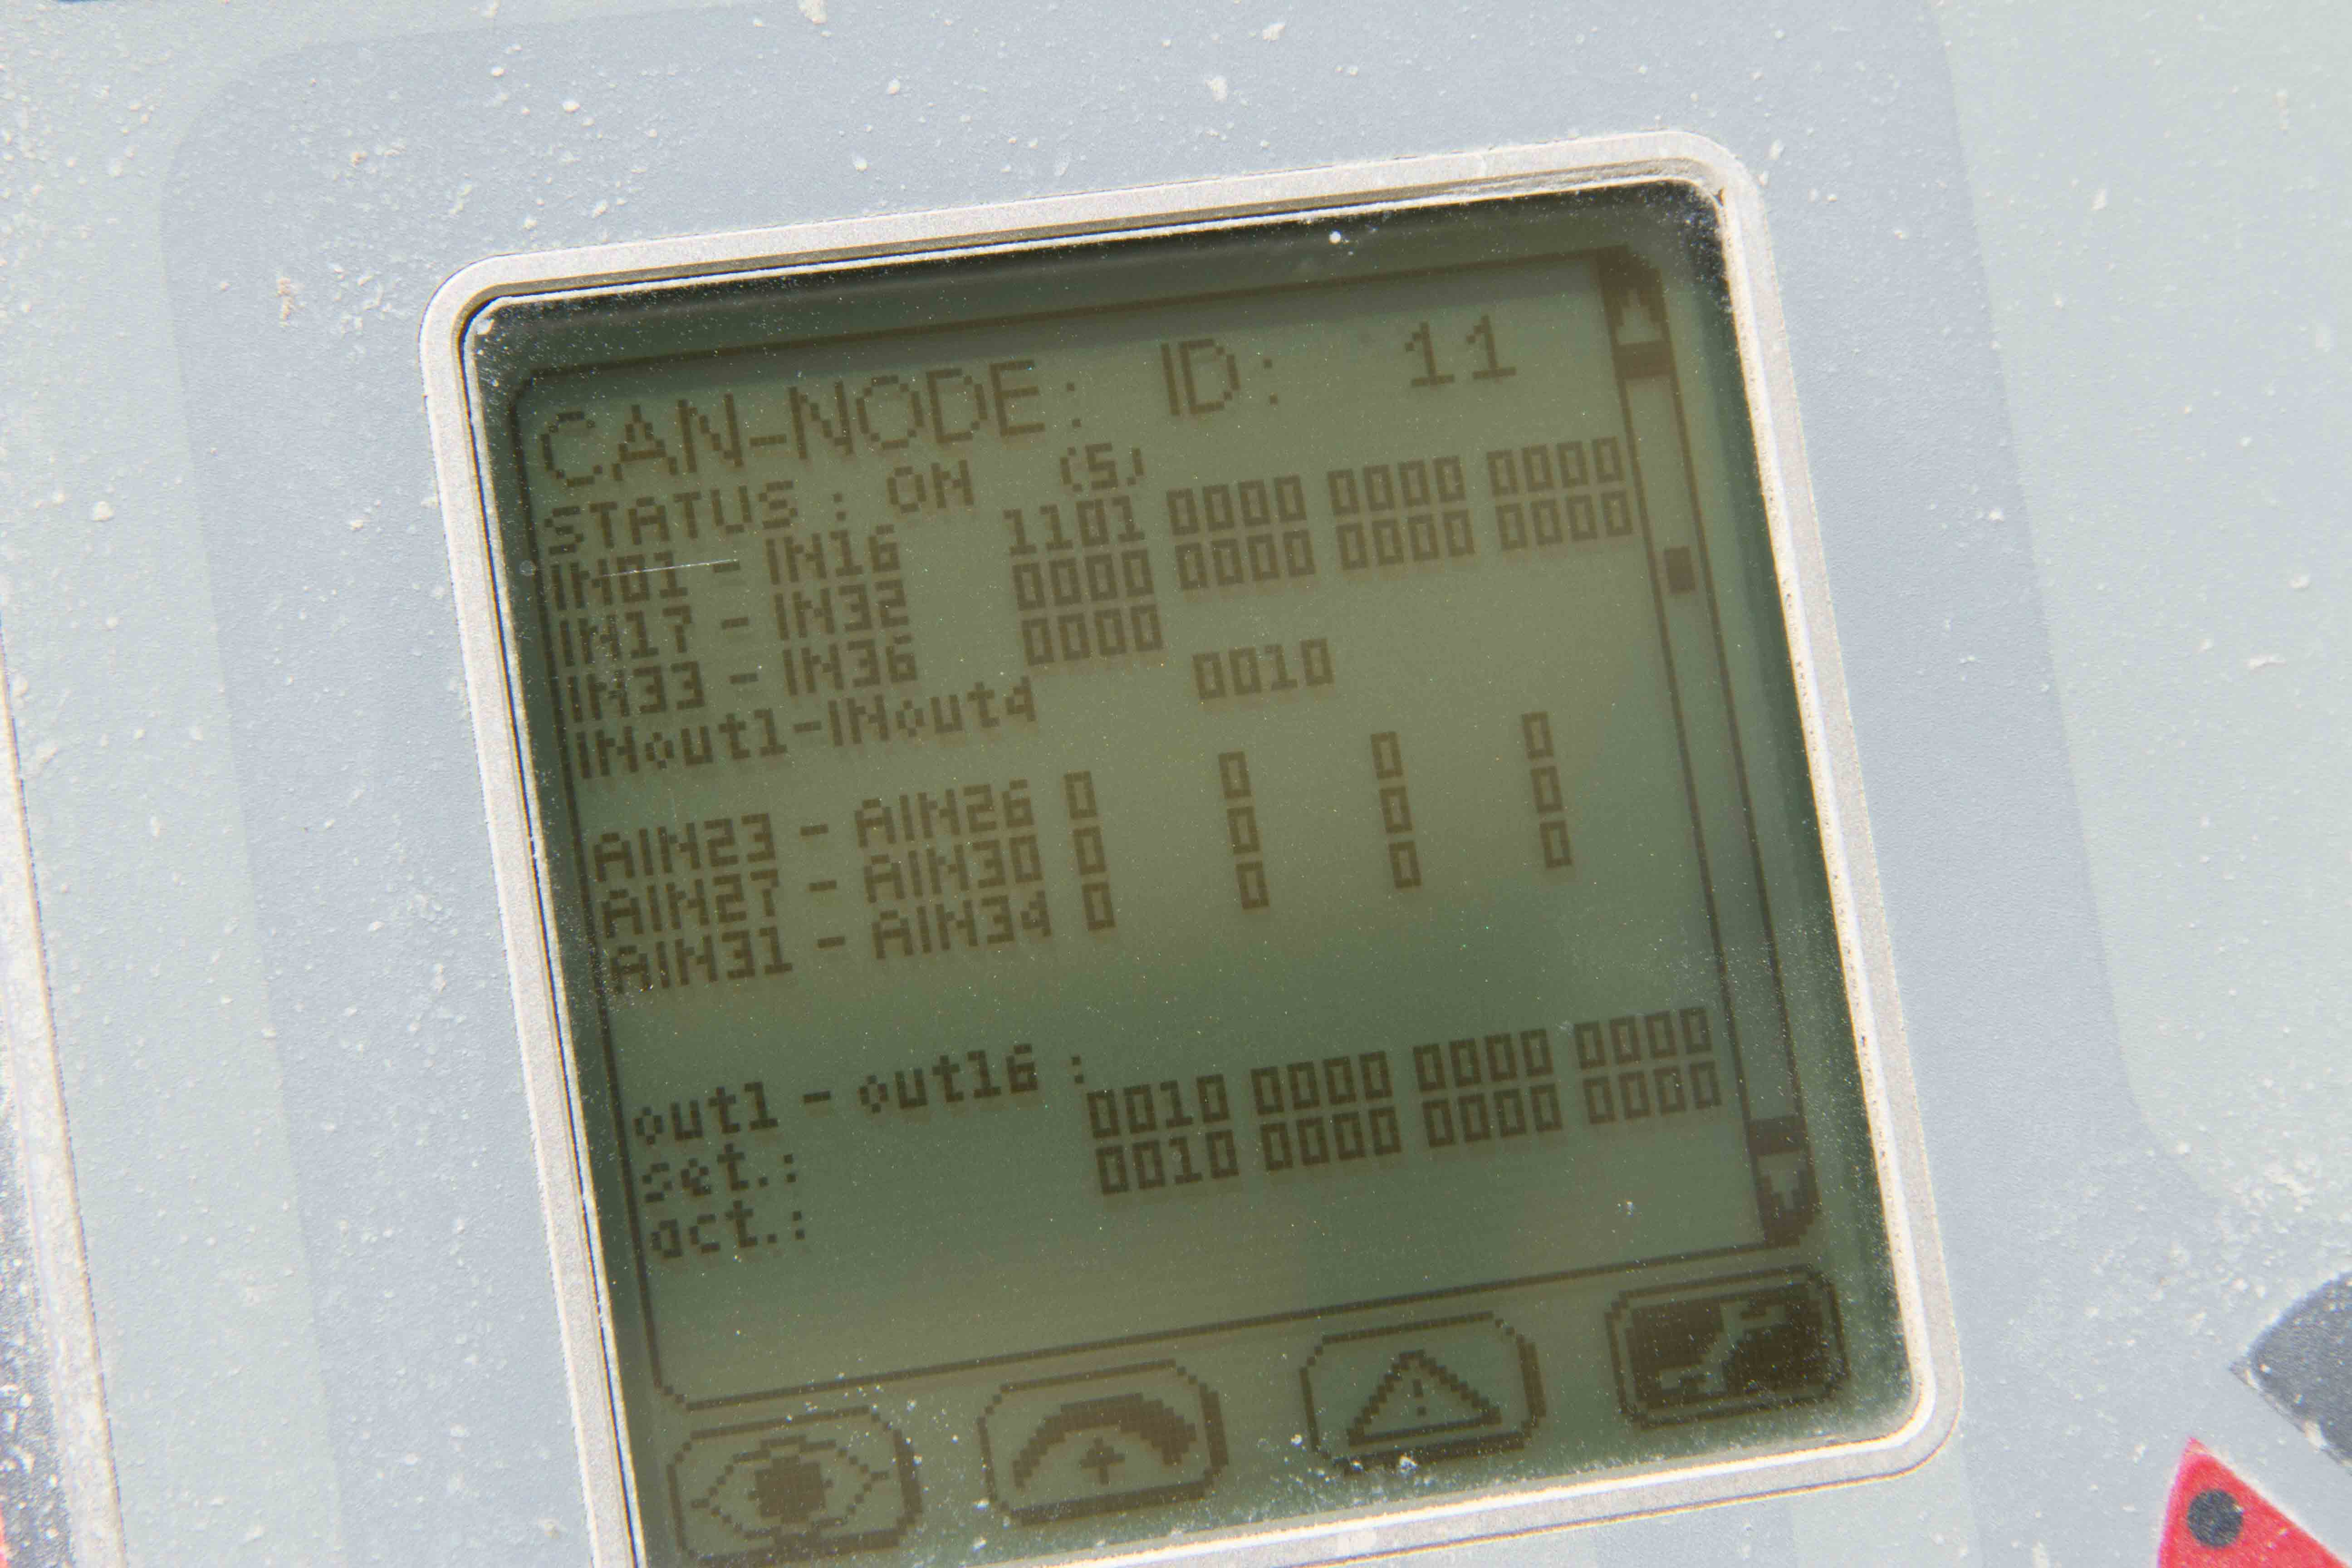 CAN-NODE: ID: 11
STATUS : ON (5)
IN01 - IN16 1101 0000 0000 0000
IN17 - IN32 0000 0000 0000 0000
IN33 - IN36 0000
INout1-INout4 0010
AIN23 - AIN26 0 0 0 0
AIN27 - AIN30 0 0 0 0
AIN31 - AIN34 0 0 0 0
out1 - out16 :
set.: 0010 0000 0000 0000
act.: 0010 0000 0000 0000